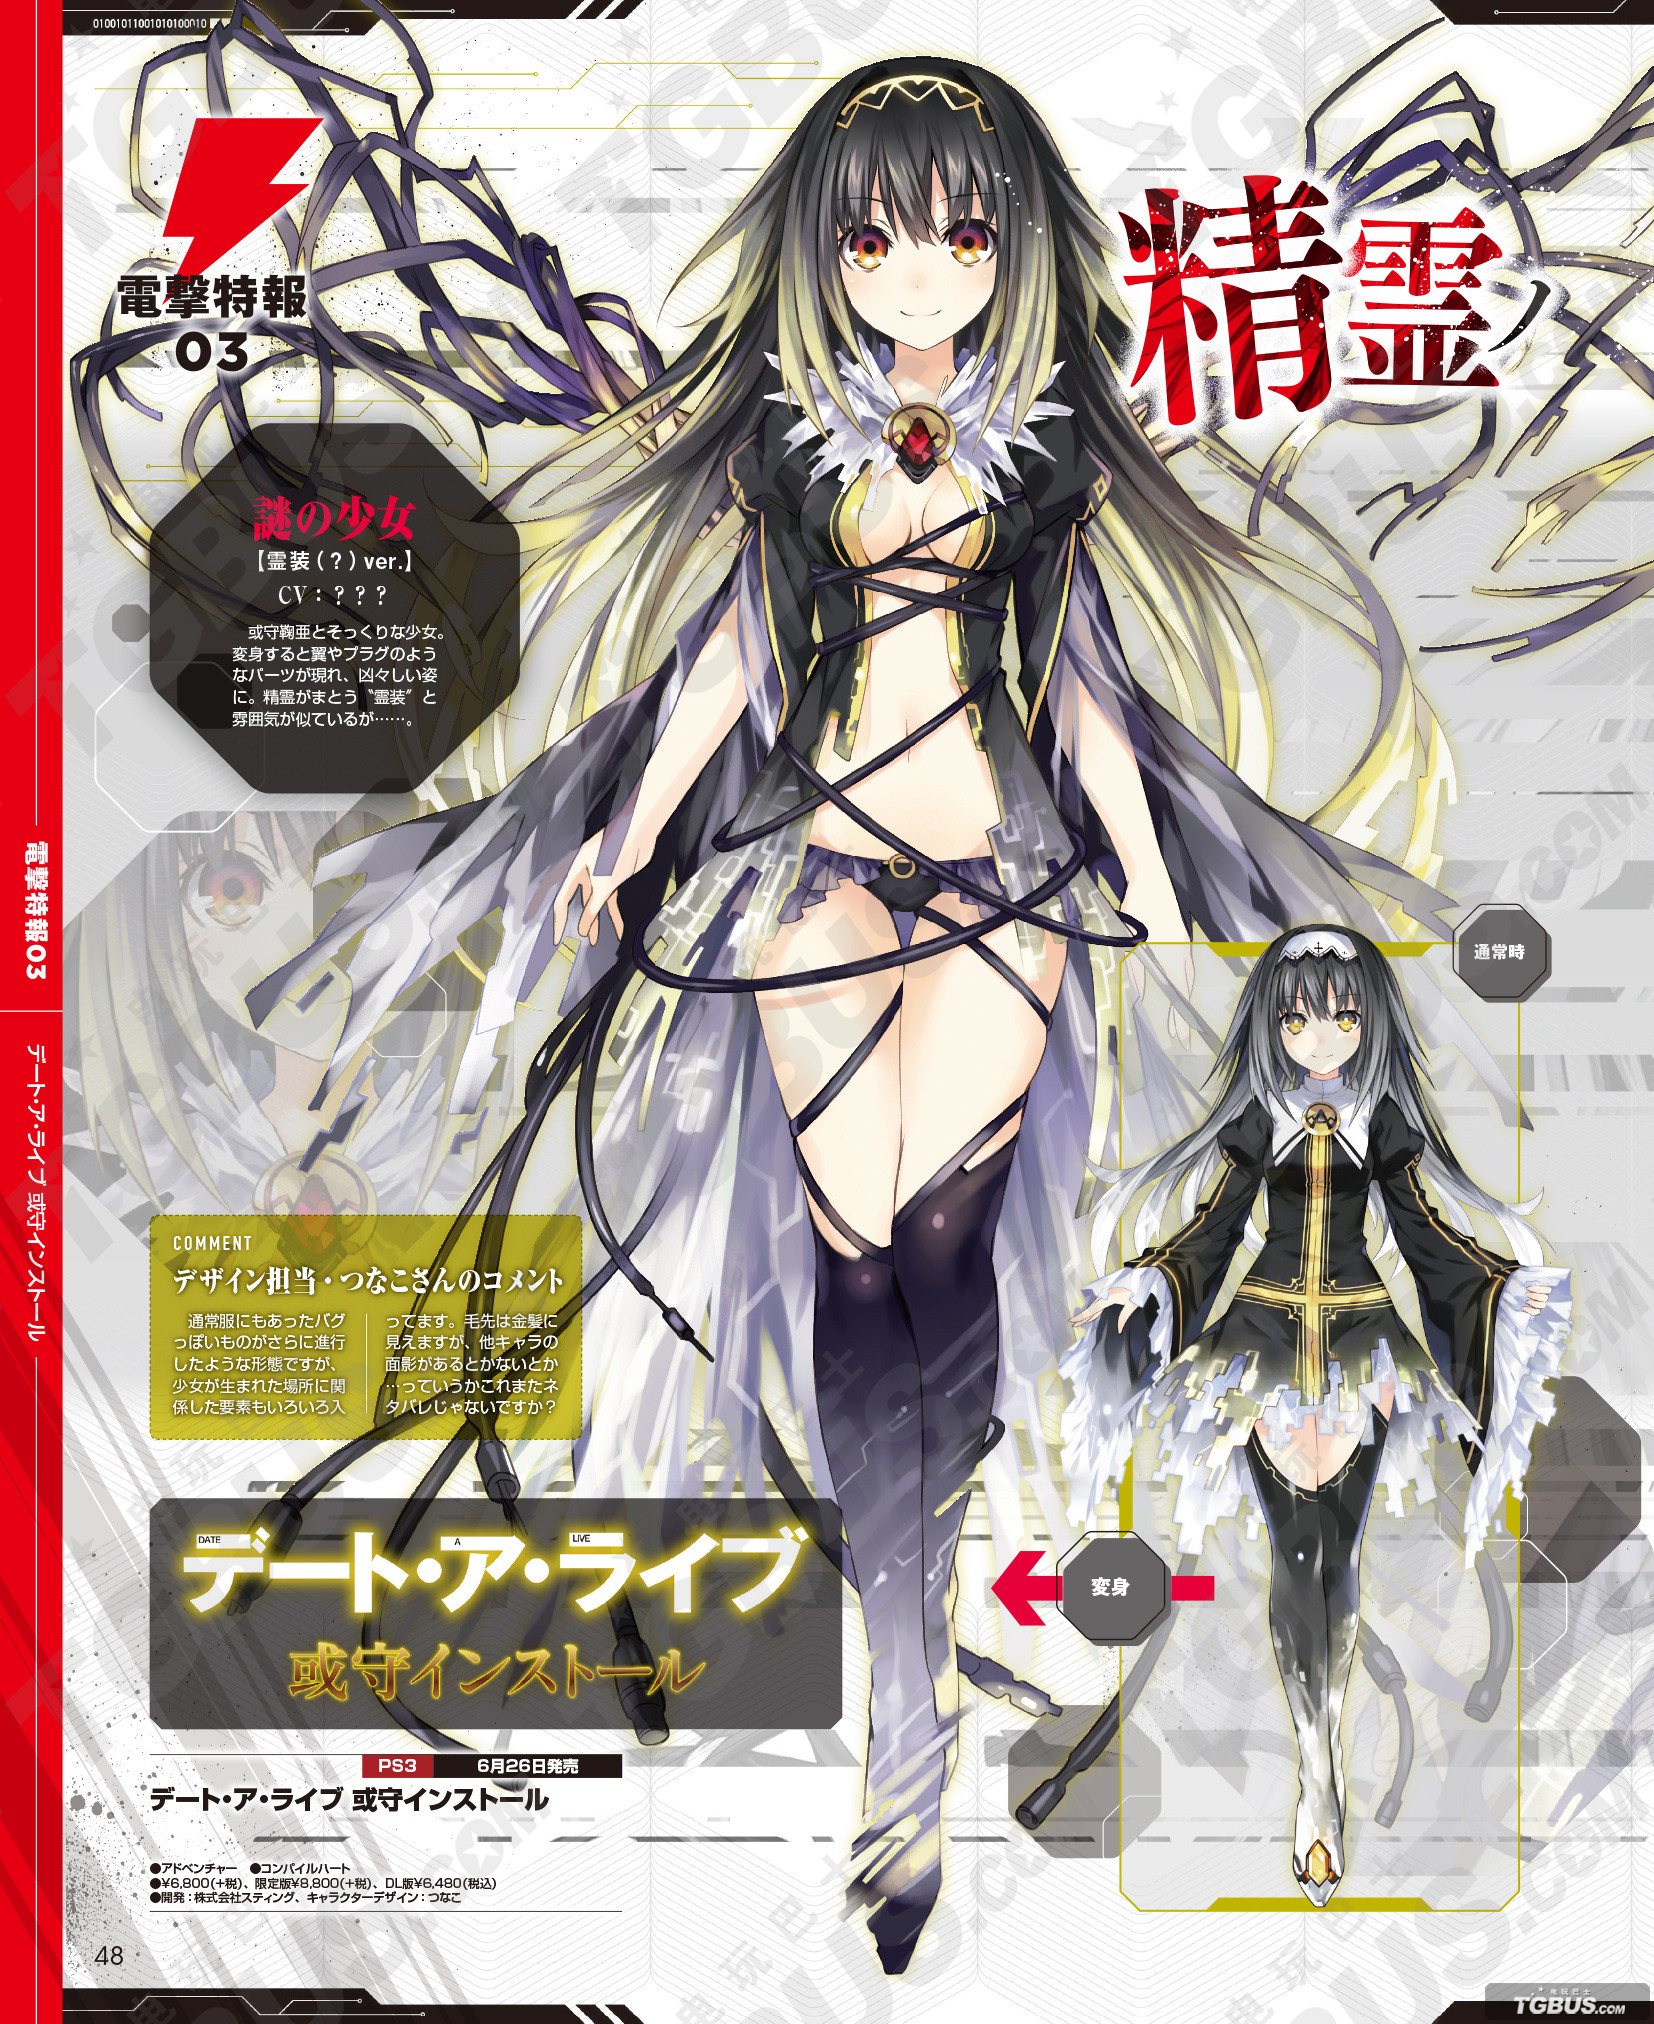 01001011001010100010
電撃特報
03
精霊ノ
謎の少女
【霊装（？）ver.】
CV：？？？
或守鞠亜とそっくりな少女。
変身すると翼やプラグのよう
なパーツが現れ、凶々しい姿
に。精霊がまとう〝霊装〟と
雰囲気が似ているが……。
電撃特報03
デート・ア・ライブ 或守インストール
通常時
変身
COMMENT
デザイン担当・つなこさんのコメント
通常服にもあったバグ
っぽいものがさらに進行
したような形態ですが、
少女が生まれた場所に関
係した要素もいろいろ入
ってます。毛先は金髪に
見えますが、他キャラの
面影があるとかないとか
…っていうかこれまたネ
タバレじゃないですか？
DATE A LIVE
デート・ア・ライブ
或守インストール
PS3 6月26日発売
デート・ア・ライブ 或守インストール
●アドベンチャー ●コンパイルハート
●¥6,800(+税)、限定版¥8,800(+税)、DL版¥6,480(税込)
●開発：株式会社スティング、キャラクターデザイン：つなこ
48
电玩巴士
TGBUS.COM